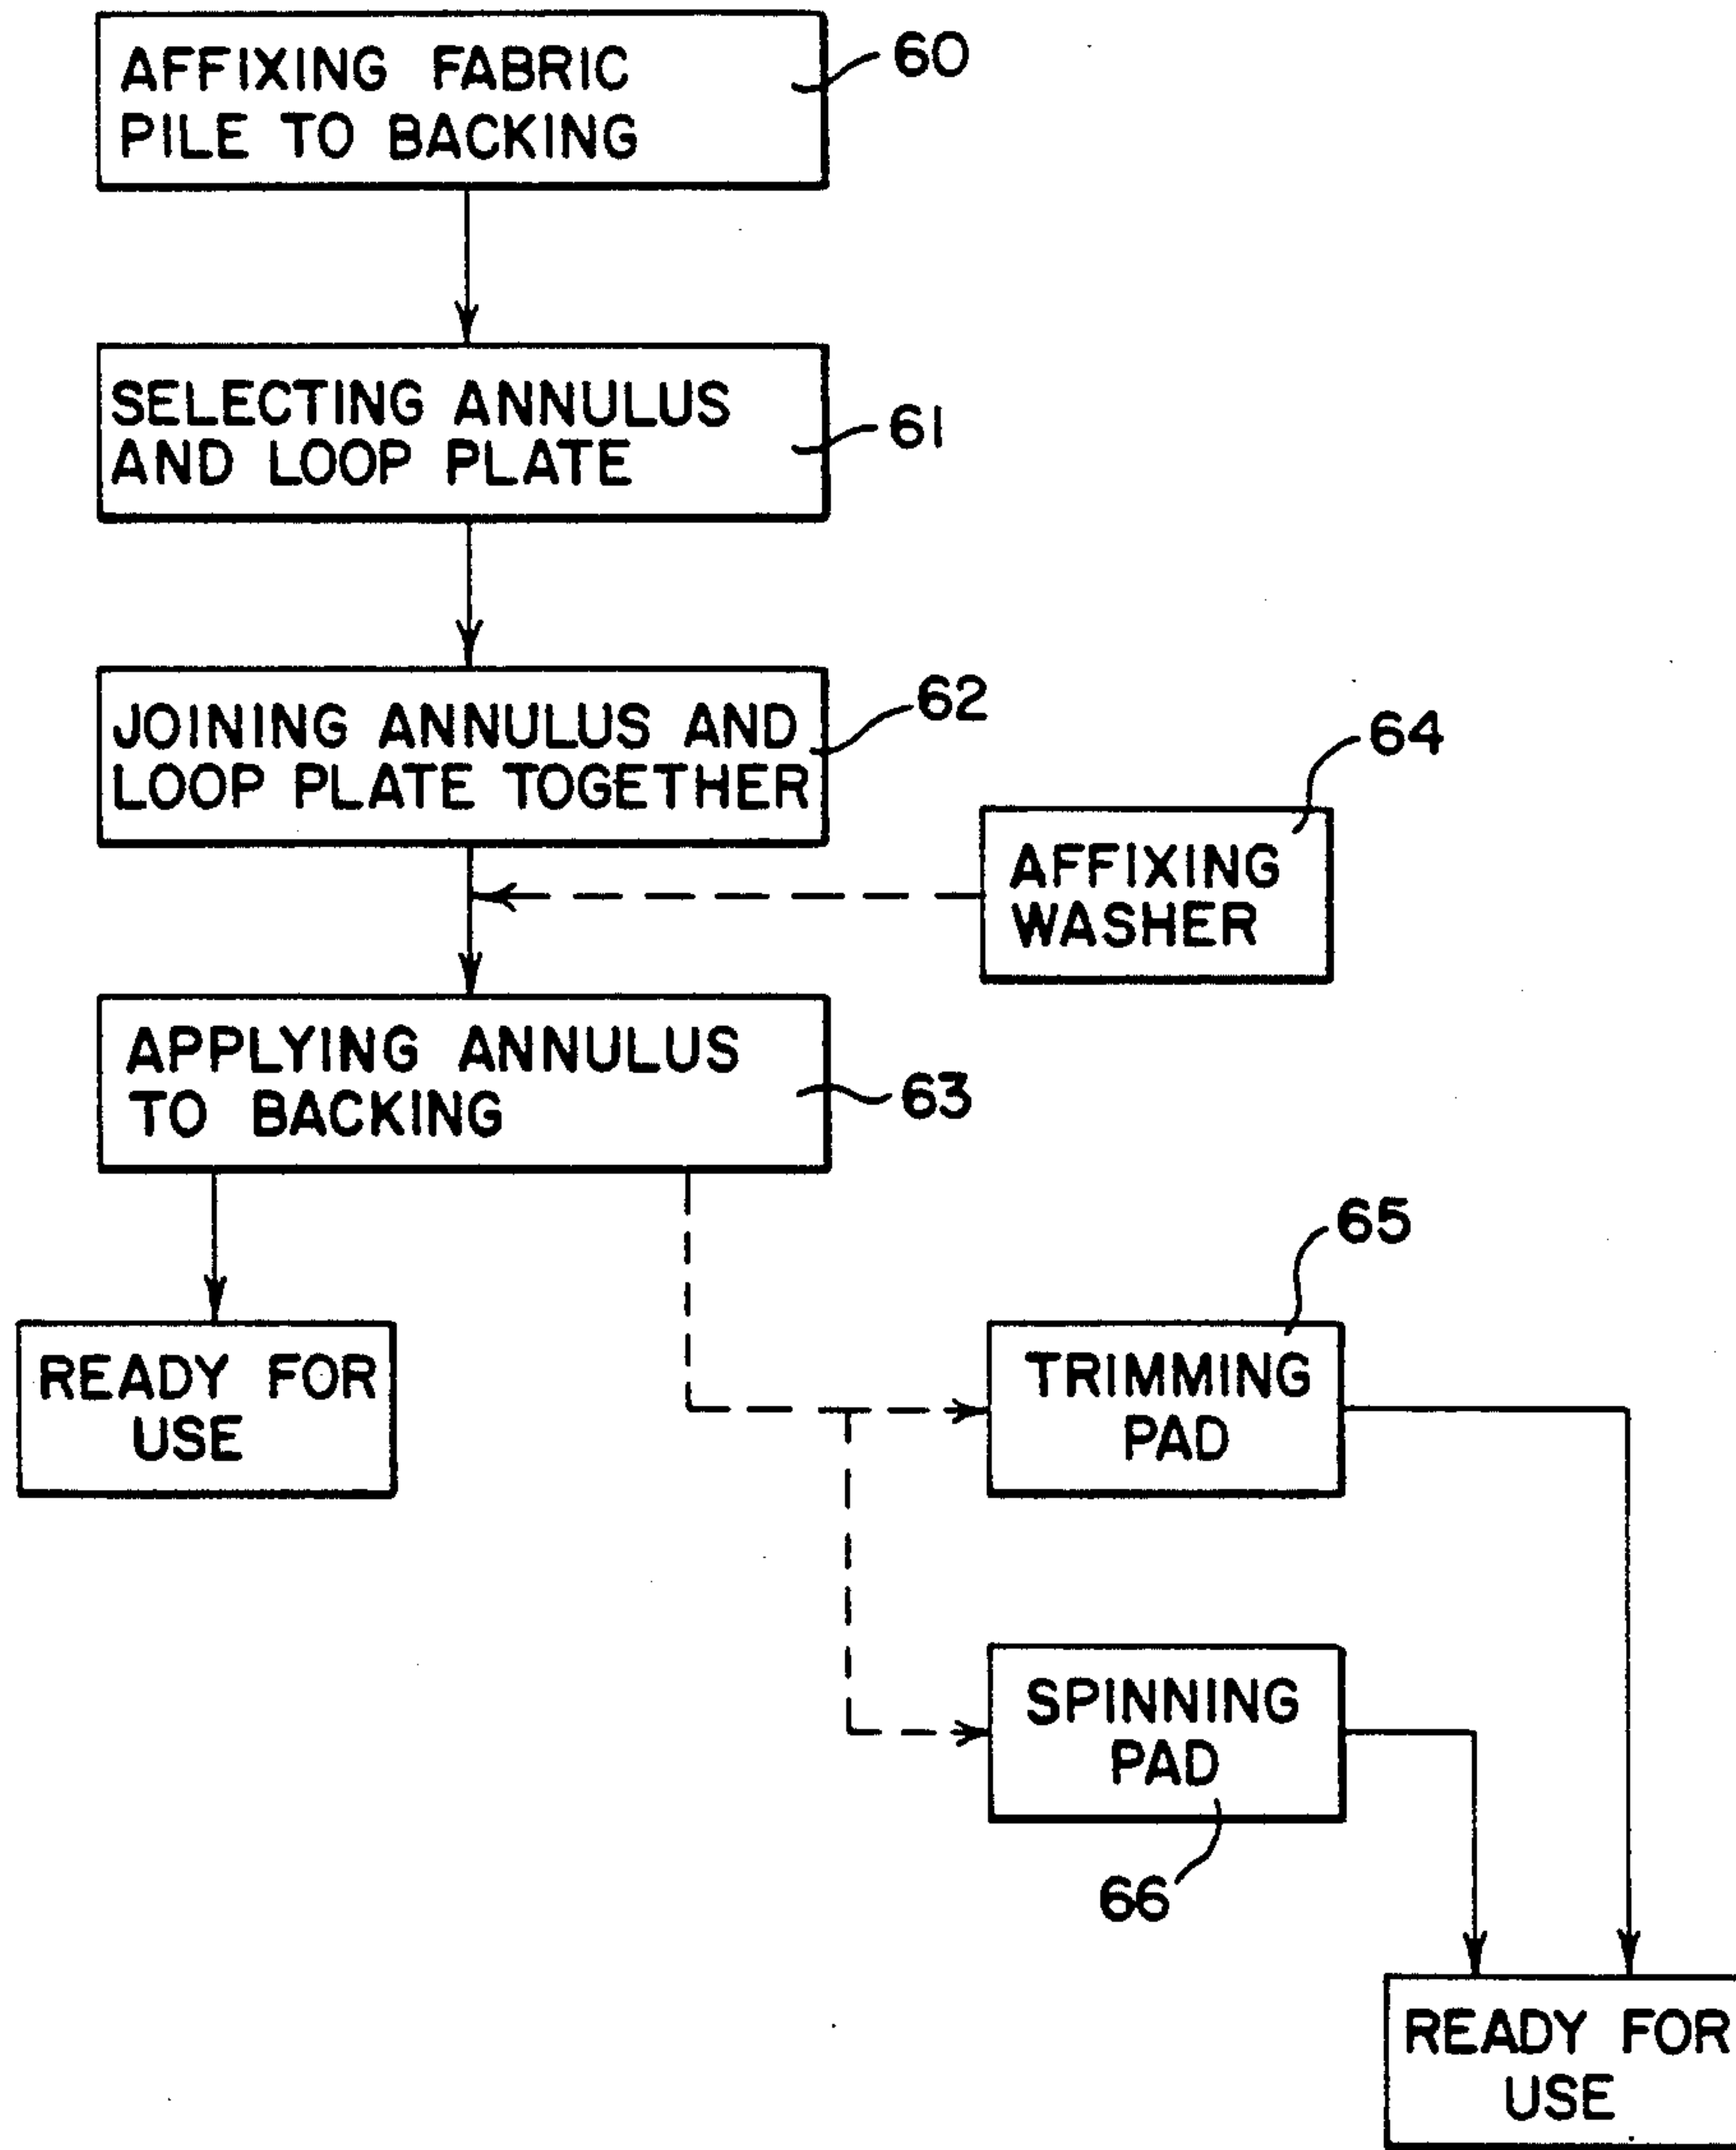 AFFIXING FABRIC
PILE TO BACKING
60
SELECTING ANNULUS
AND LOOP PLATE
61
JOINING ANNULUS AND
LOOP PLATE TOGETHER
62
64
AFFIXING
WASHER
APPLYING ANNULUS
TO BACKING
63
READY FOR
USE
65
TRIMMING
PAD
SPINNING
PAD
66
READY FOR
USE